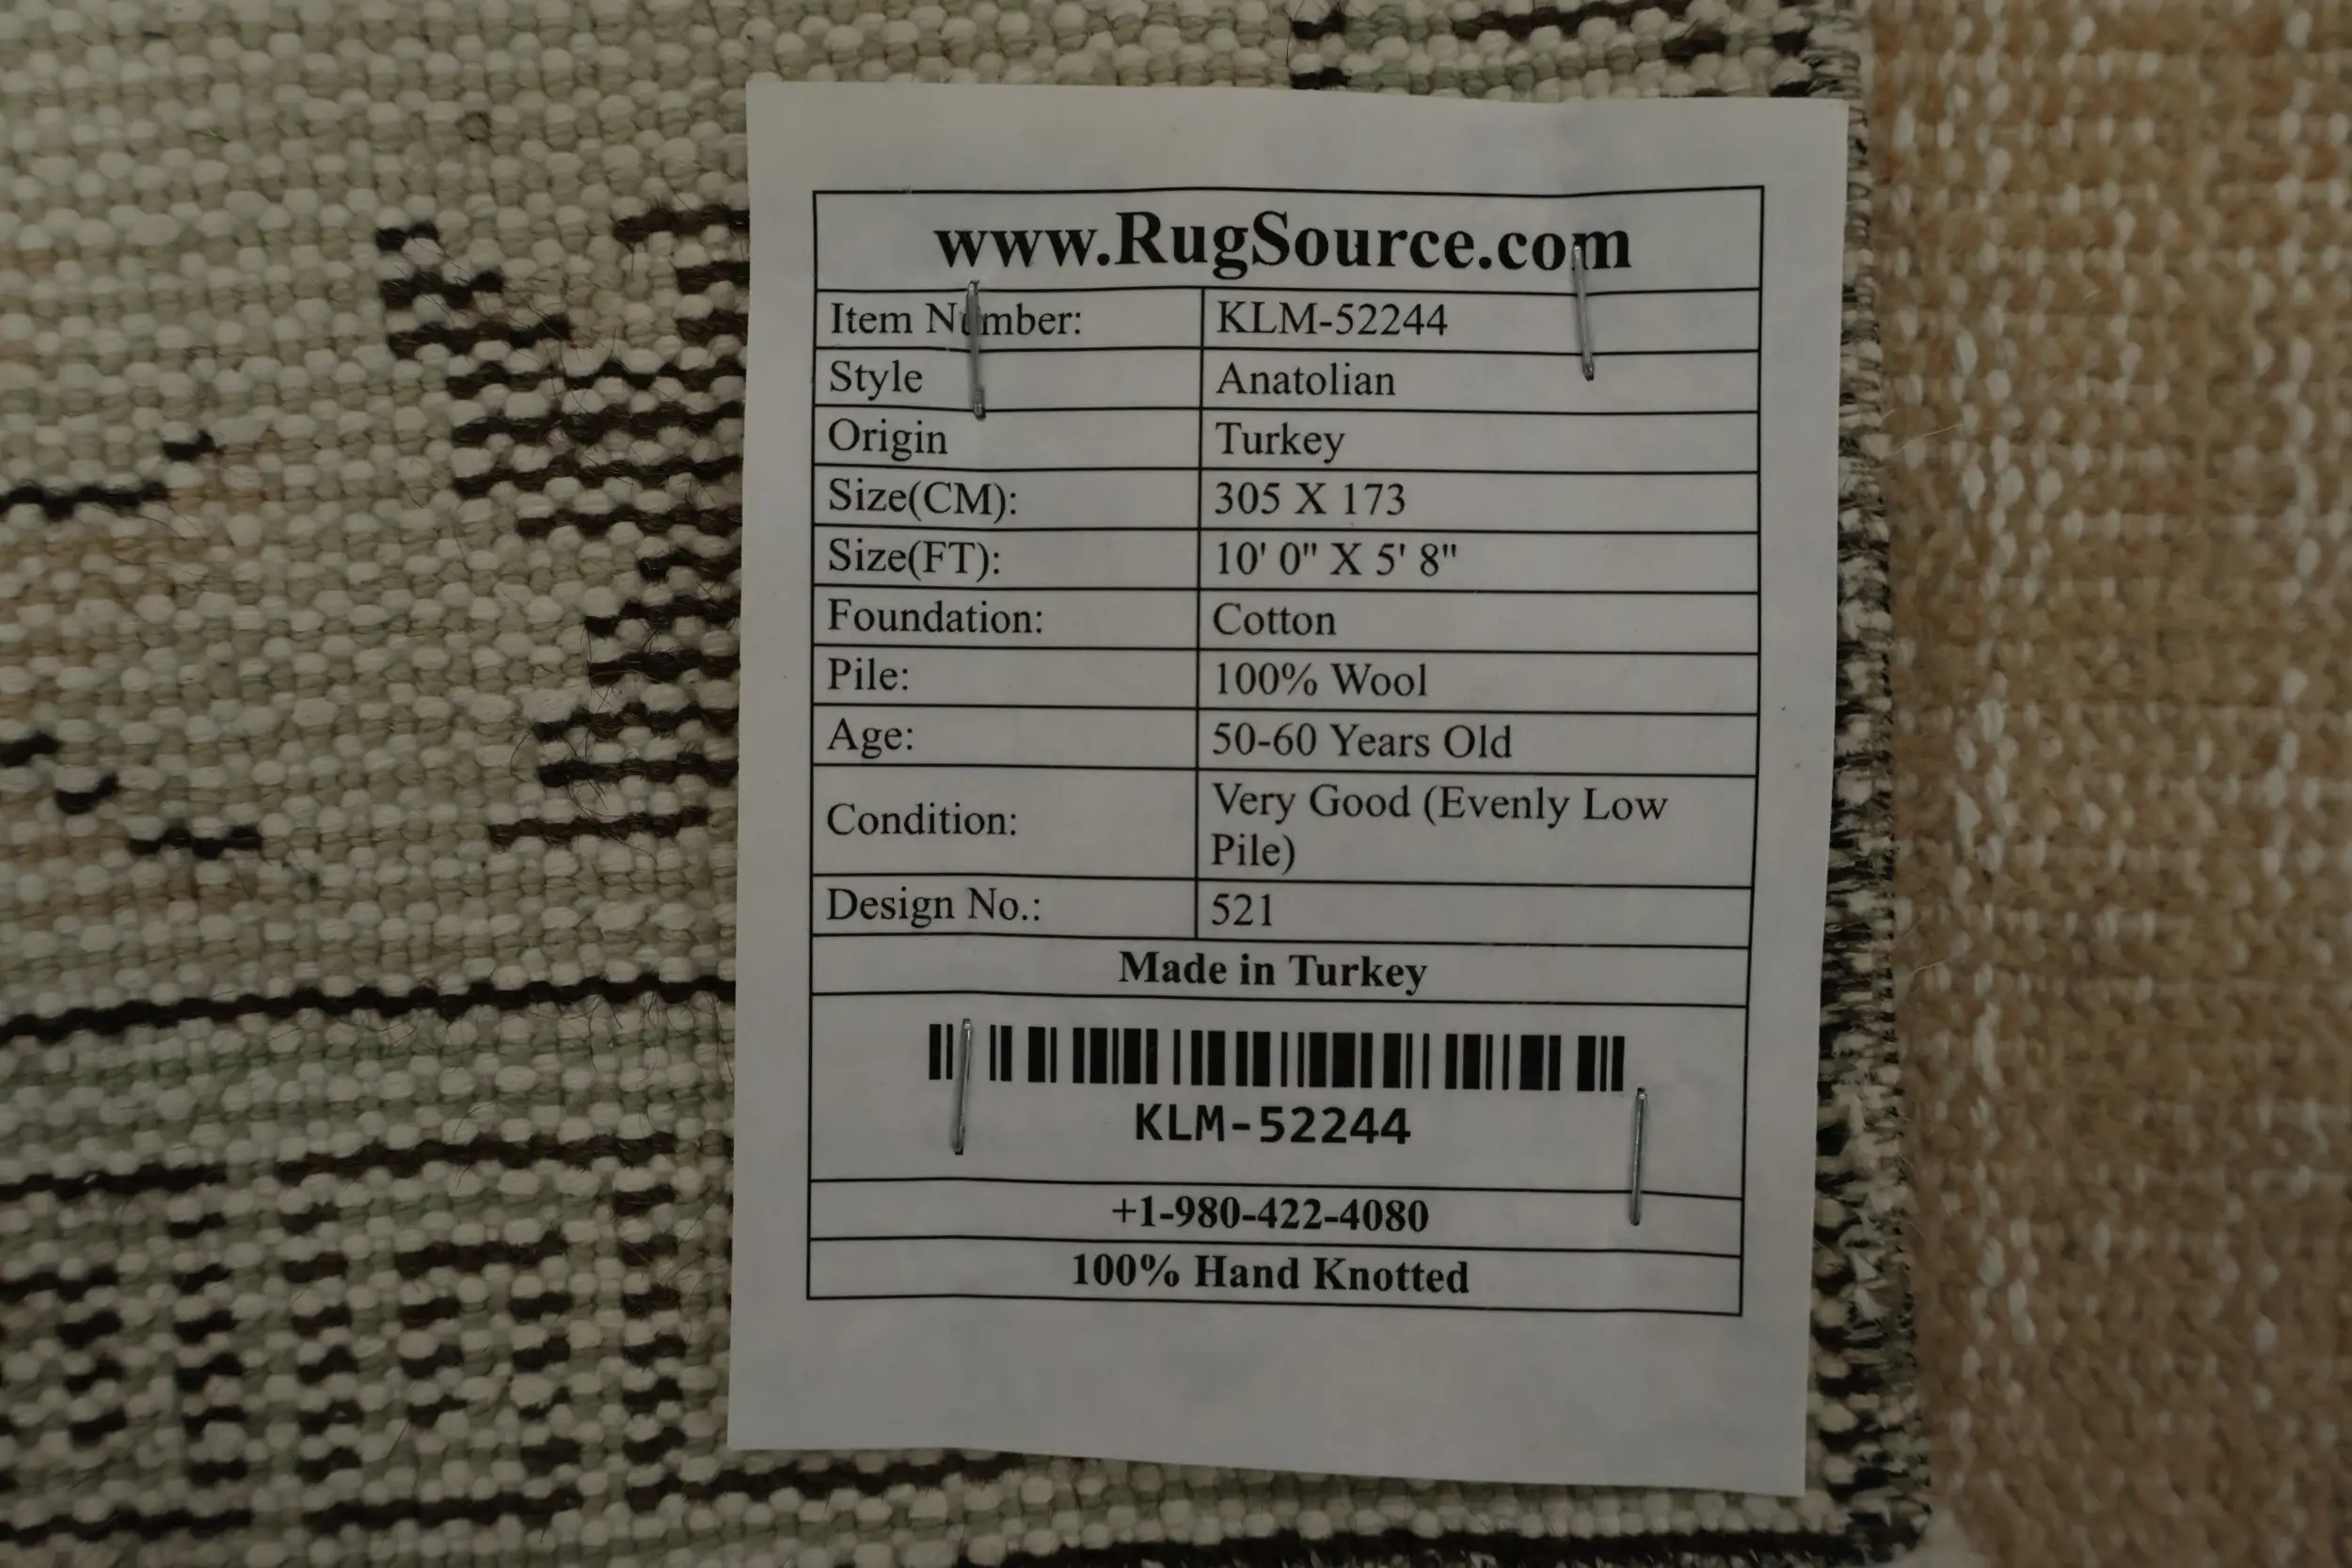 www.RugSource.com
Item Number: KLM-52244
Style Anatolian
Origin Turkey
Size(CM): 305 X 173
Size(FT): 10' 0" X 5' 8"
Foundation: Cotton
Pile: 100% Wool
Age: 50-60 Years Old
Condition: Very Good (Evenly Low
Pile)
Design No.: 521
Made in Turkey
KLM-52244
+1-980-422-4080
100% Hand Knotted